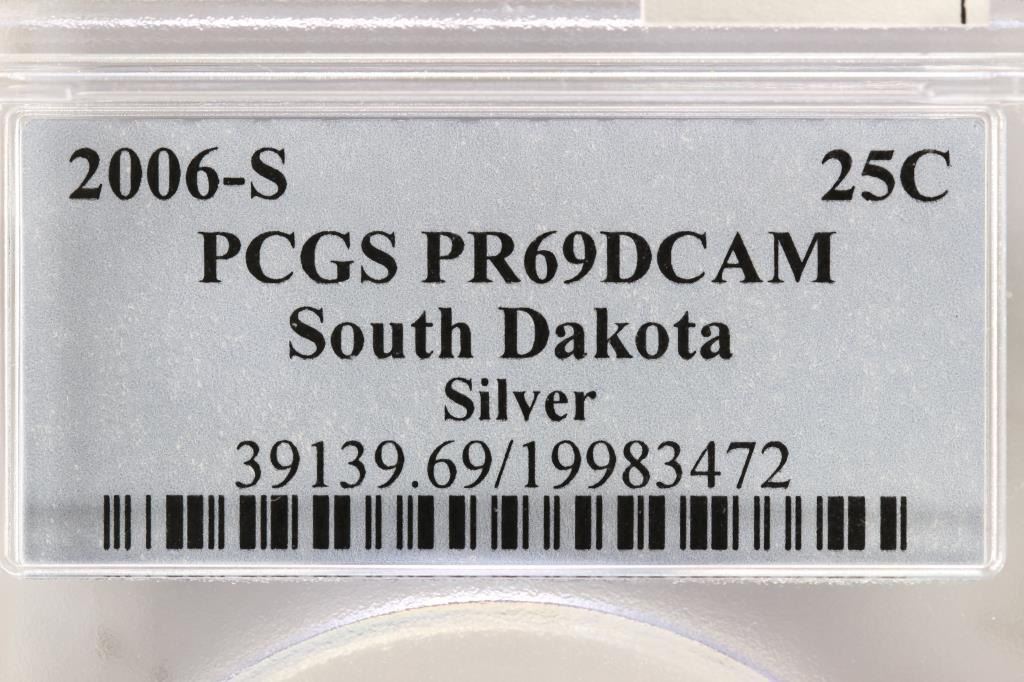 2006-S 25C
PCGS PR69DCAM
South Dakota
Silver
39139.69/19983472